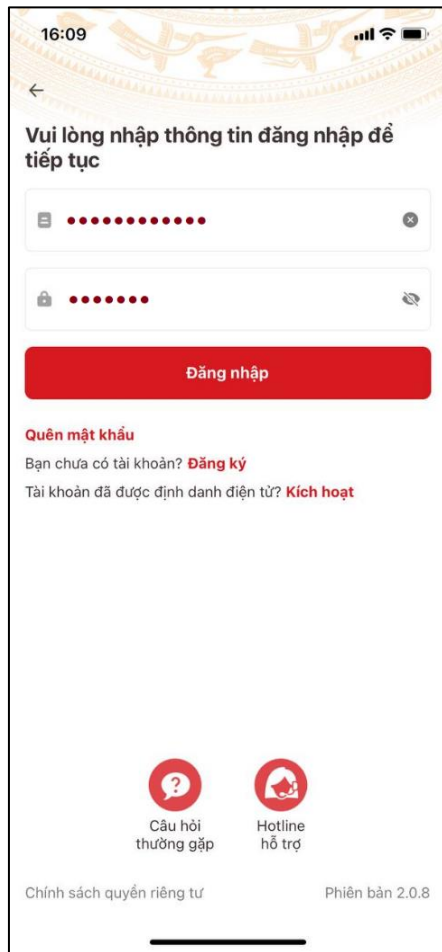 16:09
Vui lòng nhập thông tin đăng nhập để
tiếp tục
••••••••••••
•••••••
Đăng nhập
Quên mật khẩu
Bạn chưa có tài khoản? Đăng ký
Tài khoản đã được định danh điện tử? Kích hoạt
Câu hỏi
thường gặp
Hotline
hỗ trợ
Chính sách quyền riêng tư
Phiên bản 2.0.8